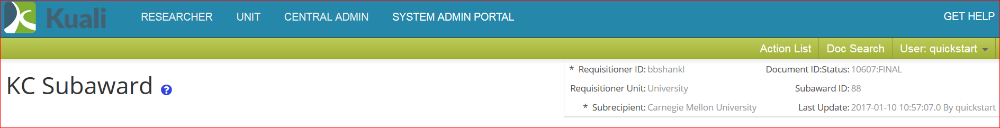 Kuali RESEARCHER UNIT CENTRAL ADMIN SYSTEM ADMIN PORTAL GET HELP
Action List Doc Search User: quickstart
KC Subaward ?
* Requisitioner ID: bbshankl Document ID:Status: 10607:FINAL
Requisitioner Unit: University Subaward ID: 88
* Subrecipient: Carnegie Mellon University Last Update: 2017-01-10 10:57:07.0 By quickstart